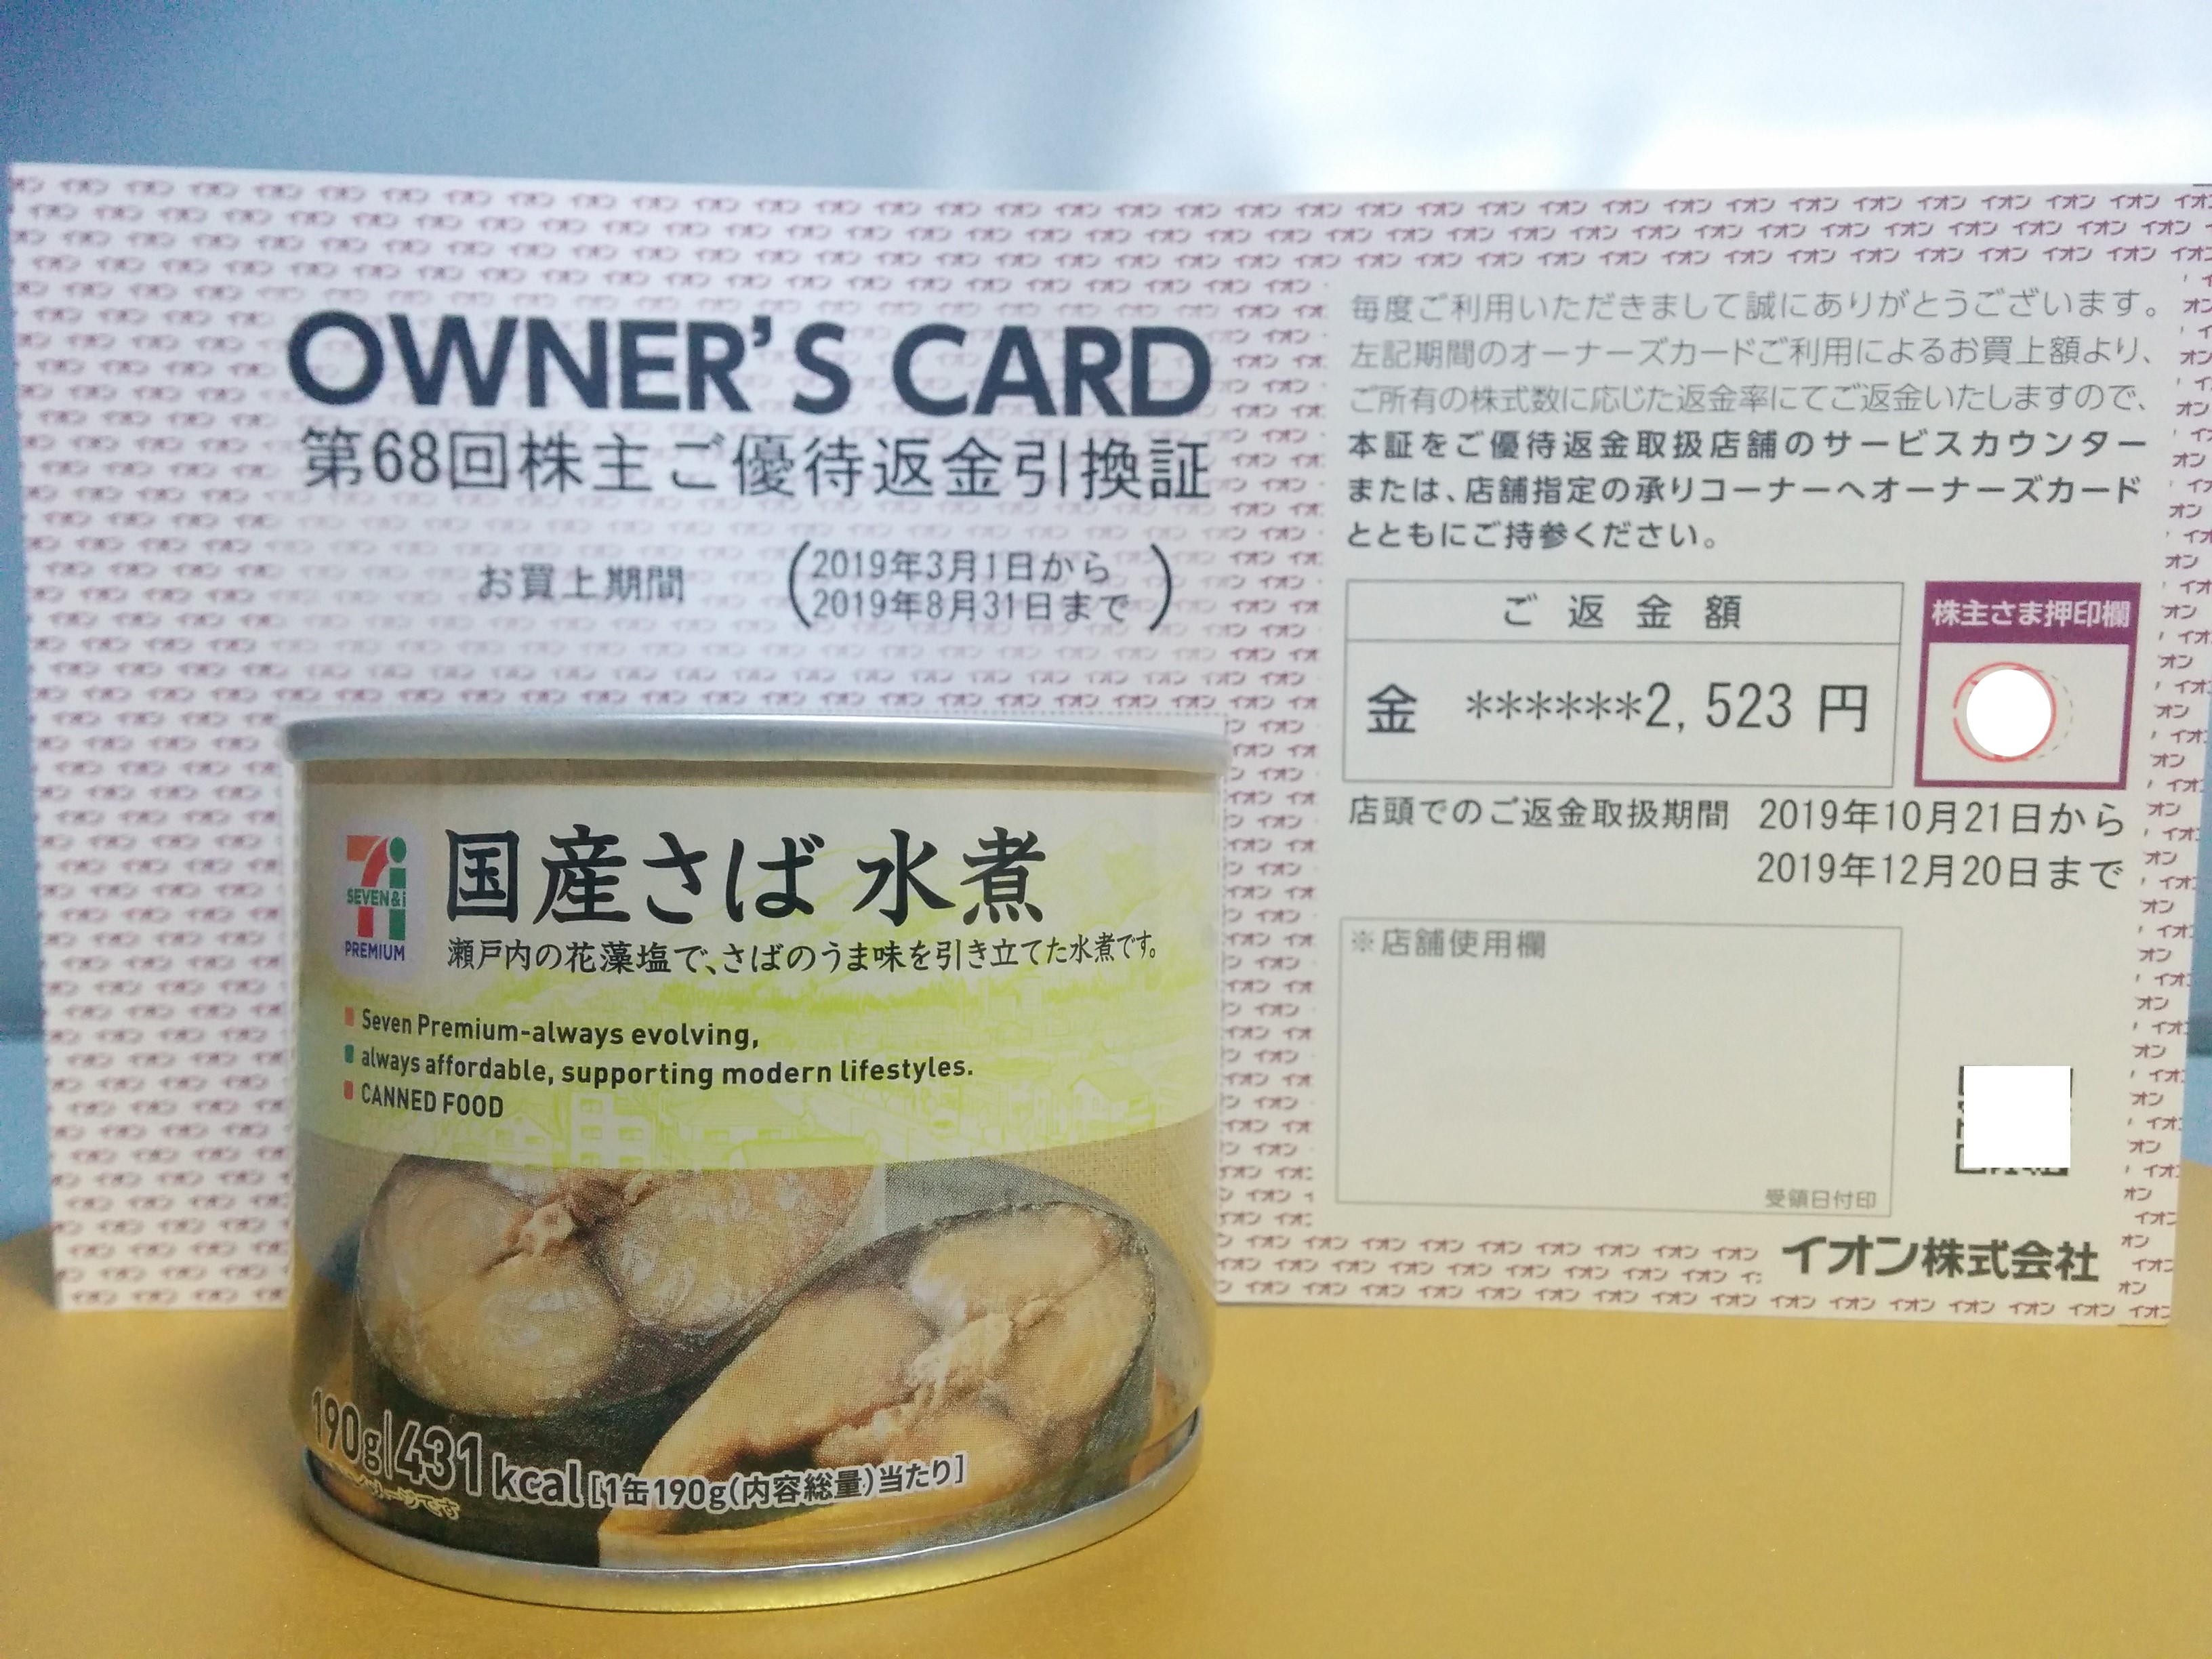 OWNER'S CARD
第68回株主ご優待返金引換証
お買上期間
2019年3月1日から
2019年8月31日まで
毎度ご利用いただきまして誠にありがとうございます。
左記期間のオーナーズカードご利用によるお買上額より、
ご所有の株式数に応じた返金率にてご返金いたしますので、
本証をご優待返金取扱店舗のサービスカウンター
または、店舗指定の承りコーナーへオーナーズカード
とともにご持参ください。
ご返金額
金 ******2,523 円
株主さま押印欄
店頭でのご返金取扱期間 2019年10月21日から
2019年12月20日まで
※店舗使用欄
受領日付印
イオン株式会社
SEVEN&i
PREMIUM
国産さば 水煮
瀬戸内の花藻塩で、さばのうま味を引き立てた水煮です。
Seven Premium-always evolving,
always affordable, supporting modern lifestyles.
CANNED FOOD
190g|431kcal[1缶190g(内容総量)当たり]